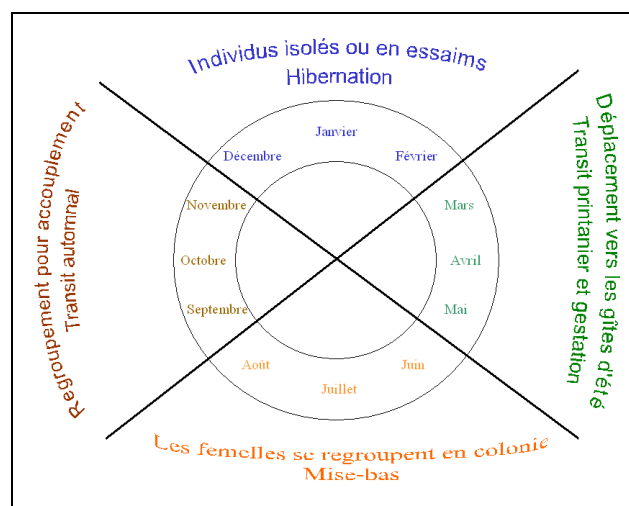 Individus isolés ou en essaims
Hibernation
Janvier
Décembre
Février
Novembre
Mars
Octobre
Avril
Septembre
Mai
Août
Juin
Juillet
Regroupement pour accouplement
Transit automnal
Déplacement vers les gîtes d'été
Transit printanier et gestation
Les femelles se regroupent en colonie
Mise-bas